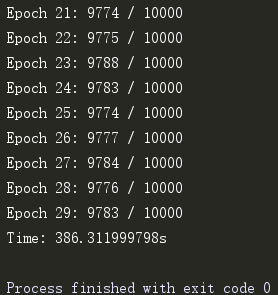 Epoch 21: 9774 / 10000
Epoch 22: 9775 / 10000
Epoch 23: 9788 / 10000
Epoch 24: 9783 / 10000
Epoch 25: 9774 / 10000
Epoch 26: 9777 / 10000
Epoch 27: 9784 / 10000
Epoch 28: 9776 / 10000
Epoch 29: 9783 / 10000
Time: 386.311999798s
Process finished with exit code 0